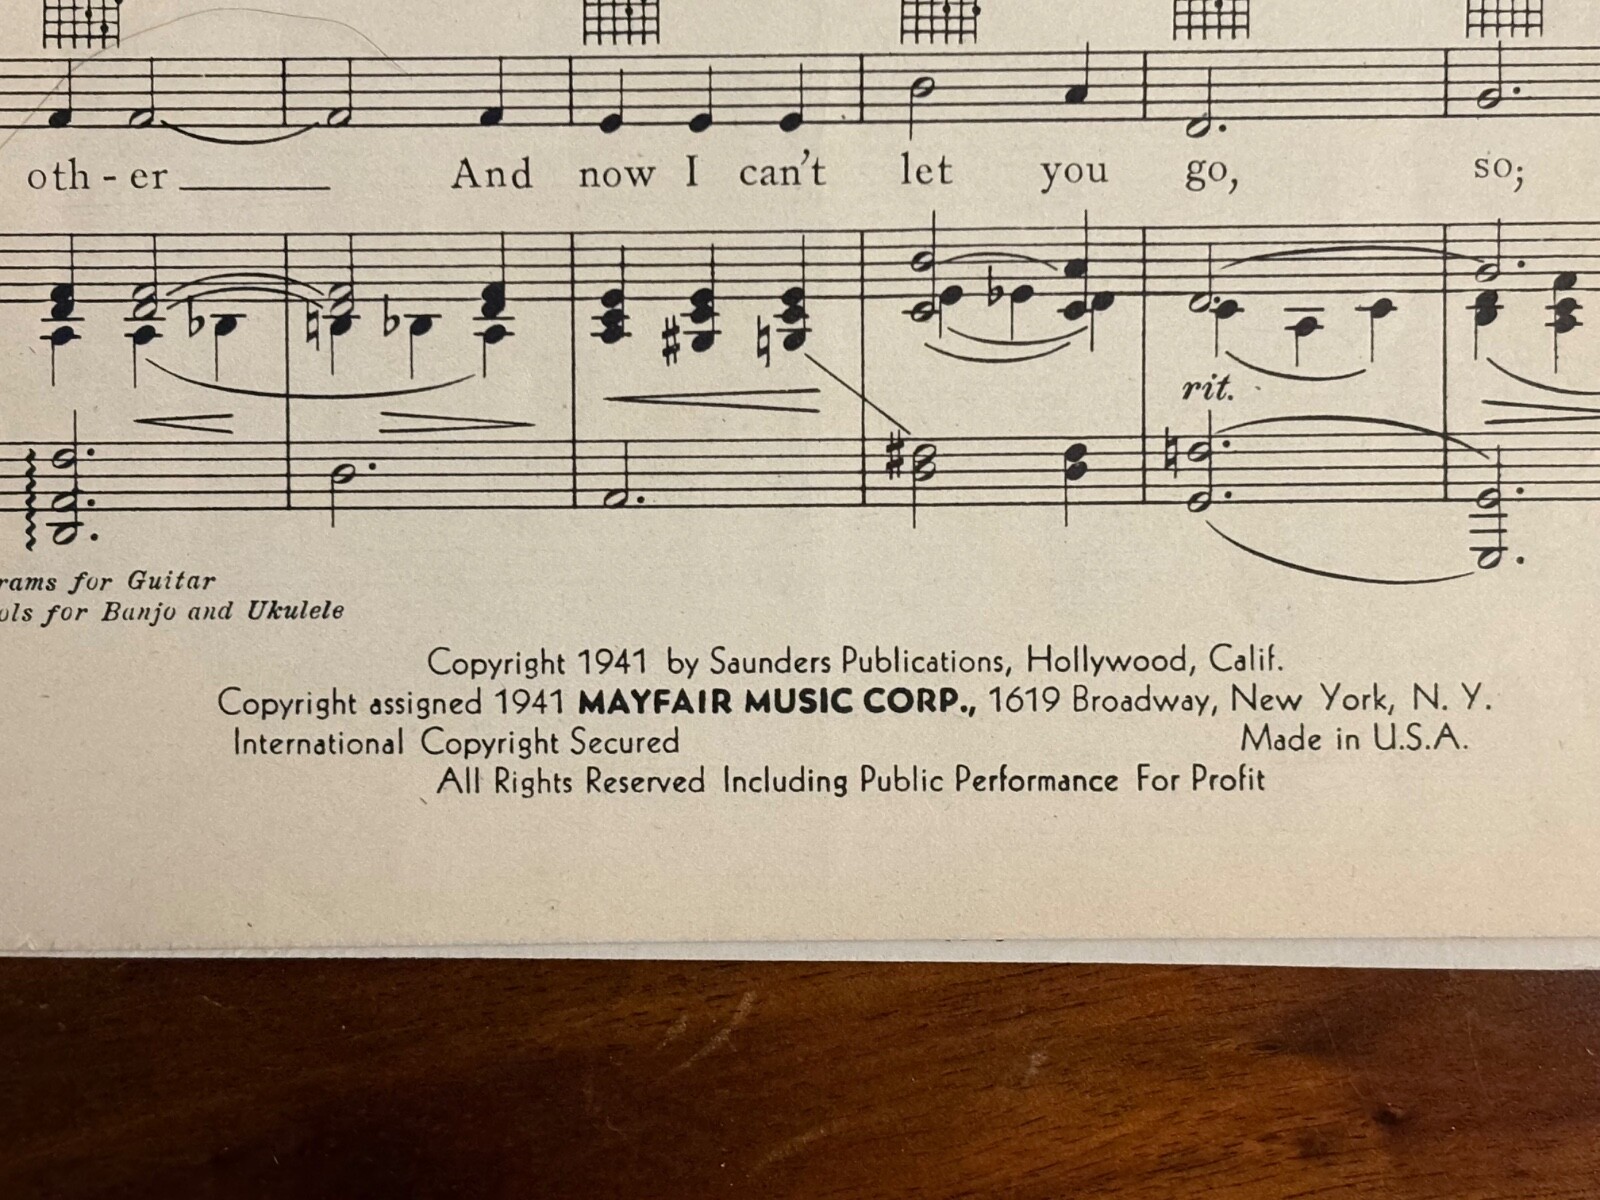 oth - er And now I can't let you go, so;
rit.
for Guitar
for Banjo and Ukulele
Copyright 1941 by Saunders Publications, Hollywood, Calif.
Copyright assigned 1941 MAYFAIR MUSIC CORP., 1619 Broadway, New York, N. Y.
International Copyright Secured Made in U.S.A.
All Rights Reserved Including Public Performance For Profit